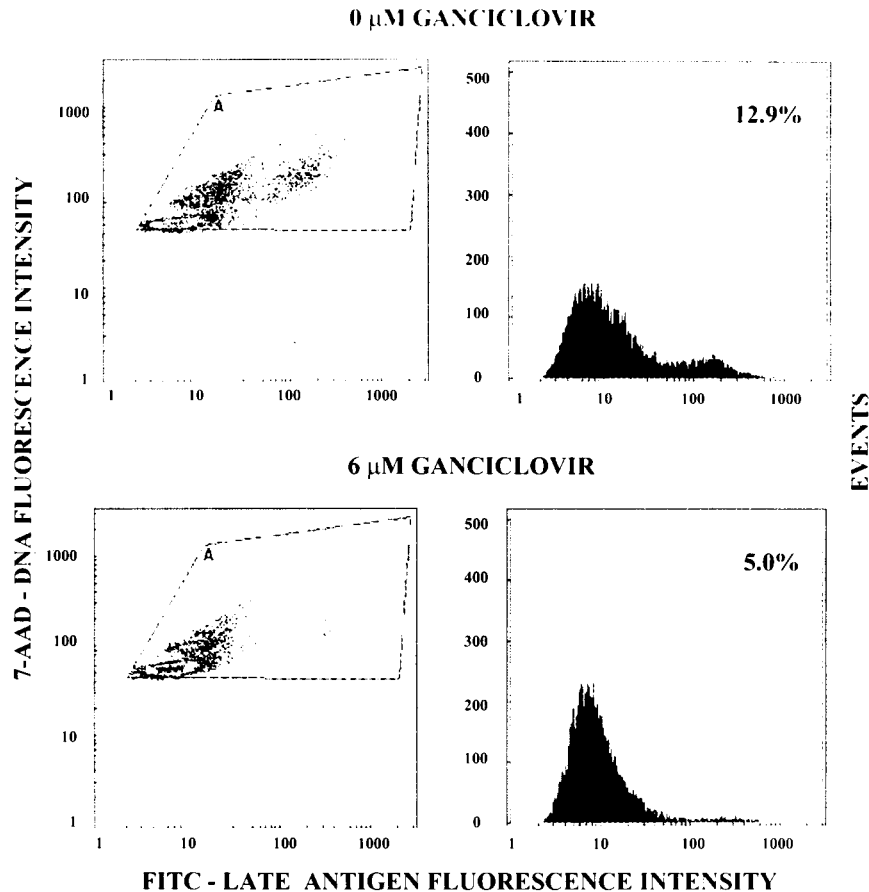 0 µM GANCICLOVIR
A
1000
100
10
1
1 10 100 1000
12.9%
500
400
300
200
100
0
1 10 100 1000
7-AAD - DNA FLUORESCENCE INTENSITY
EVENTS
6 µM GANCICLOVIR
A
1000
100
10
1
1 10 100 1000
5.0%
500
400
300
200
100
0
1 10 100 1000
FITC - LATE ANTIGEN FLUORESCENCE INTENSITY